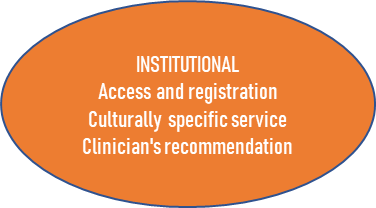 INSTITUTIONAL
Access and registration
Culturally specific service
Clinician's recommendation